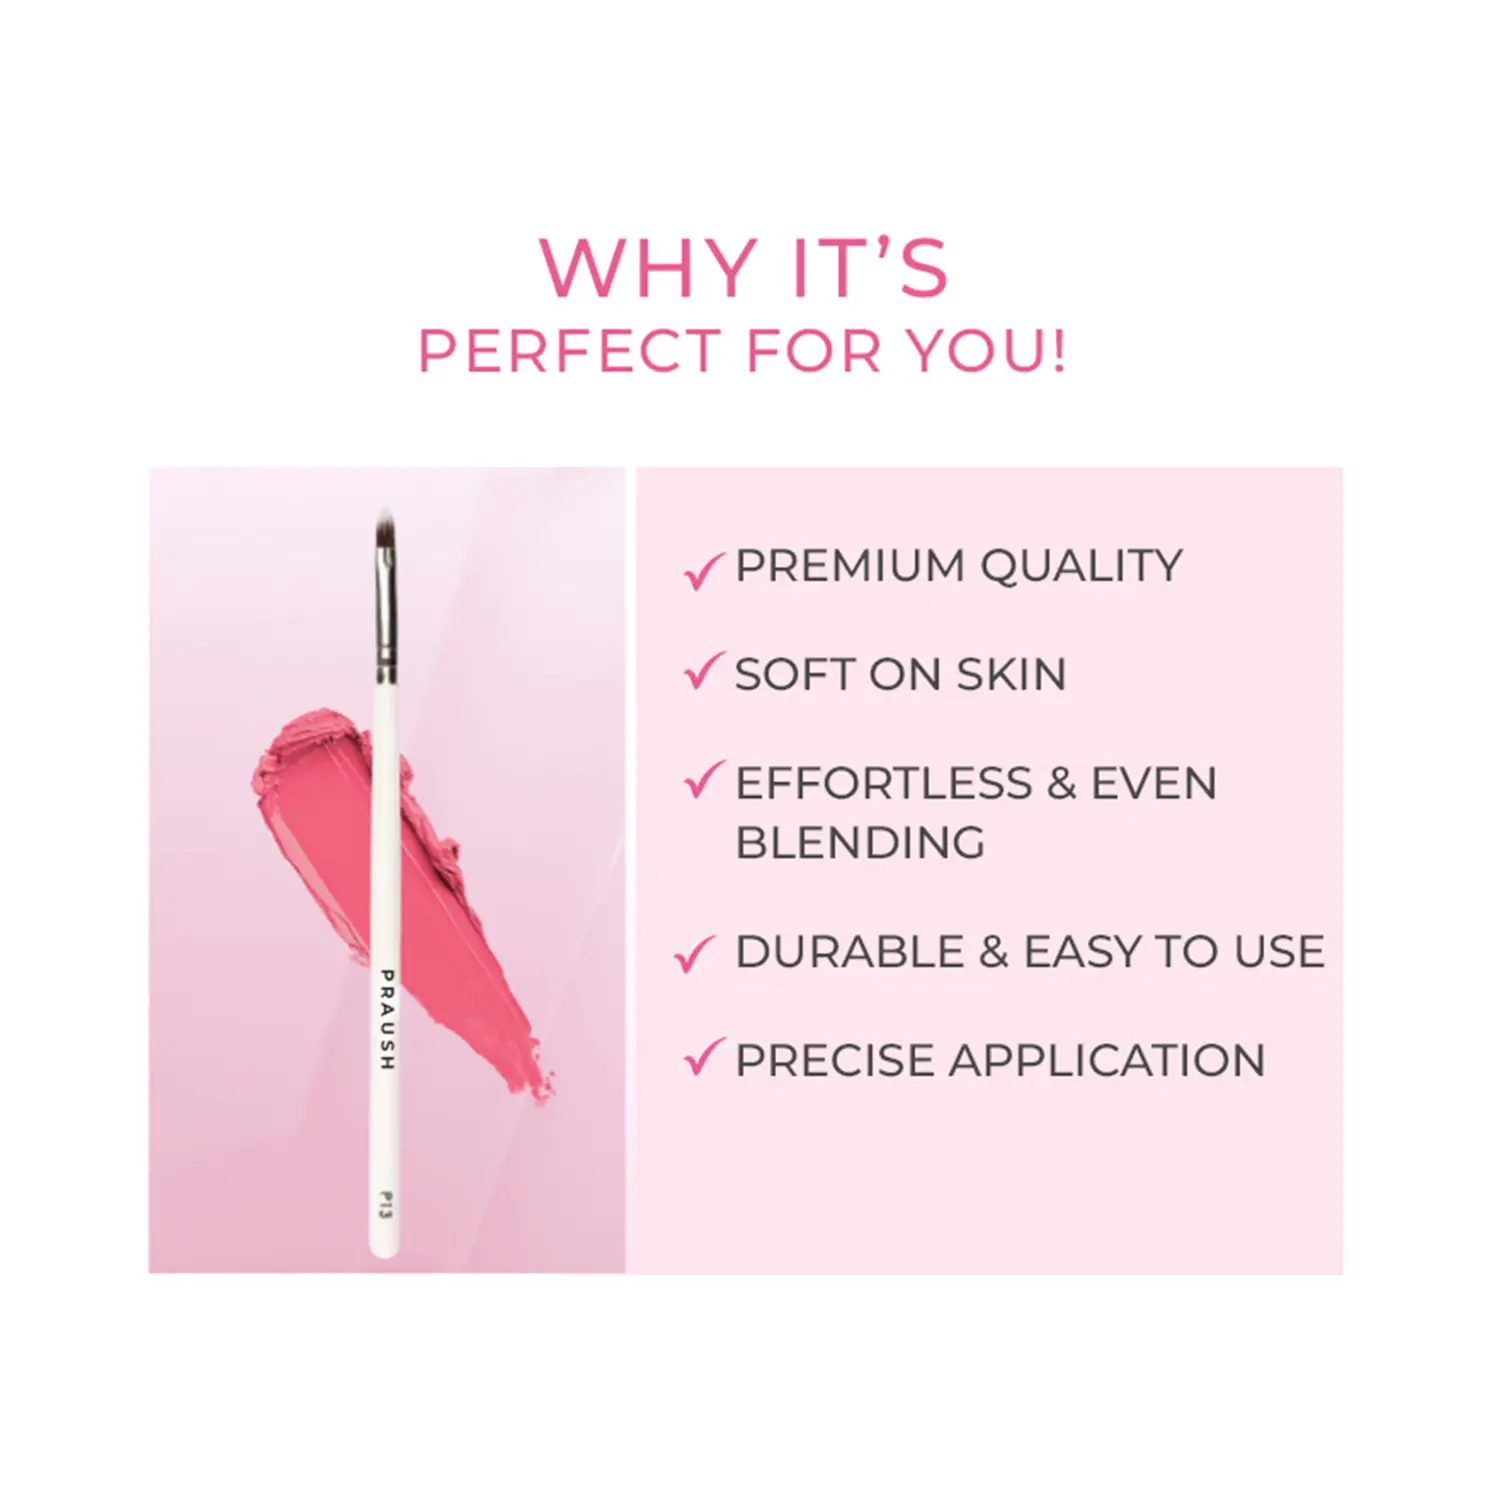 WHY IT’S
PERFECT FOR YOU!
PRAUSH
P13
PREMIUM QUALITY
SOFT ON SKIN
EFFORTLESS & EVEN
BLENDING
DURABLE & EASY TO USE
PRECISE APPLICATION